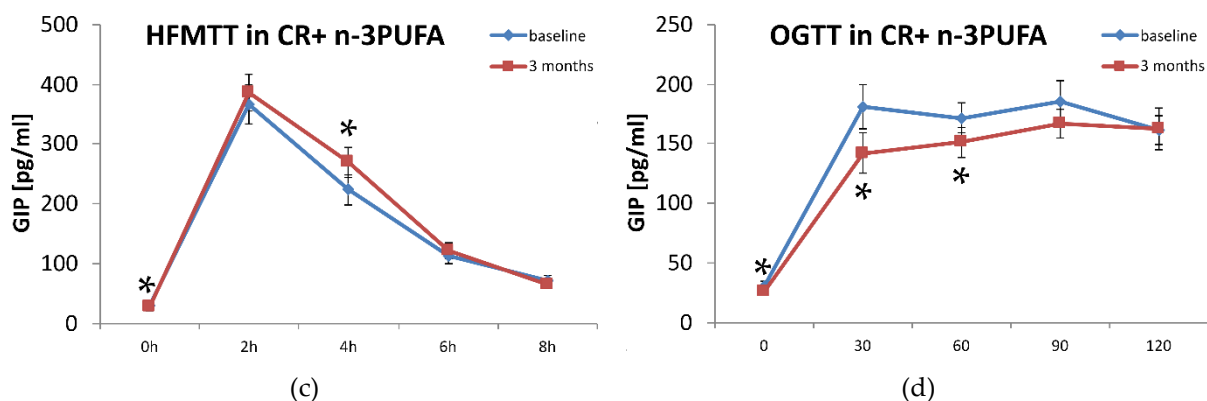 HFMTT in CR+ n-3PUFA
baseline
3 months
GIP [pg/ml]
500
400
300
200
100
0
*
*
0h 2h 4h 6h 8h
(c)
OGTT in CR+ n-3PUFA
baseline
3 months
GIP [pg/ml]
250
200
150
100
50
0
*
*
*
0 30 60 90 120
(d)